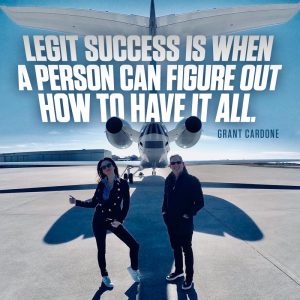 LEGIT SUCCESS IS WHEN
A PERSON CAN FIGURE OUT
HOW TO HAVE IT ALL.
GRANT CARDONE